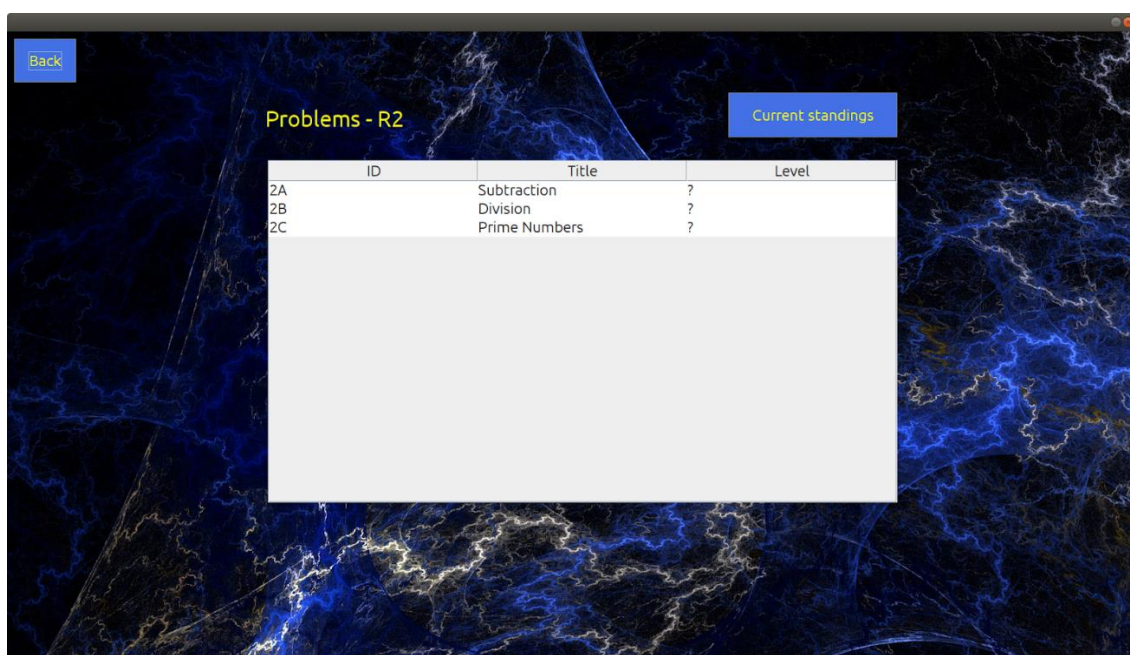 Back
Problems - R2
Current standings
ID Title Level
2A Subtraction ?
2B Division ?
2C Prime Numbers ?